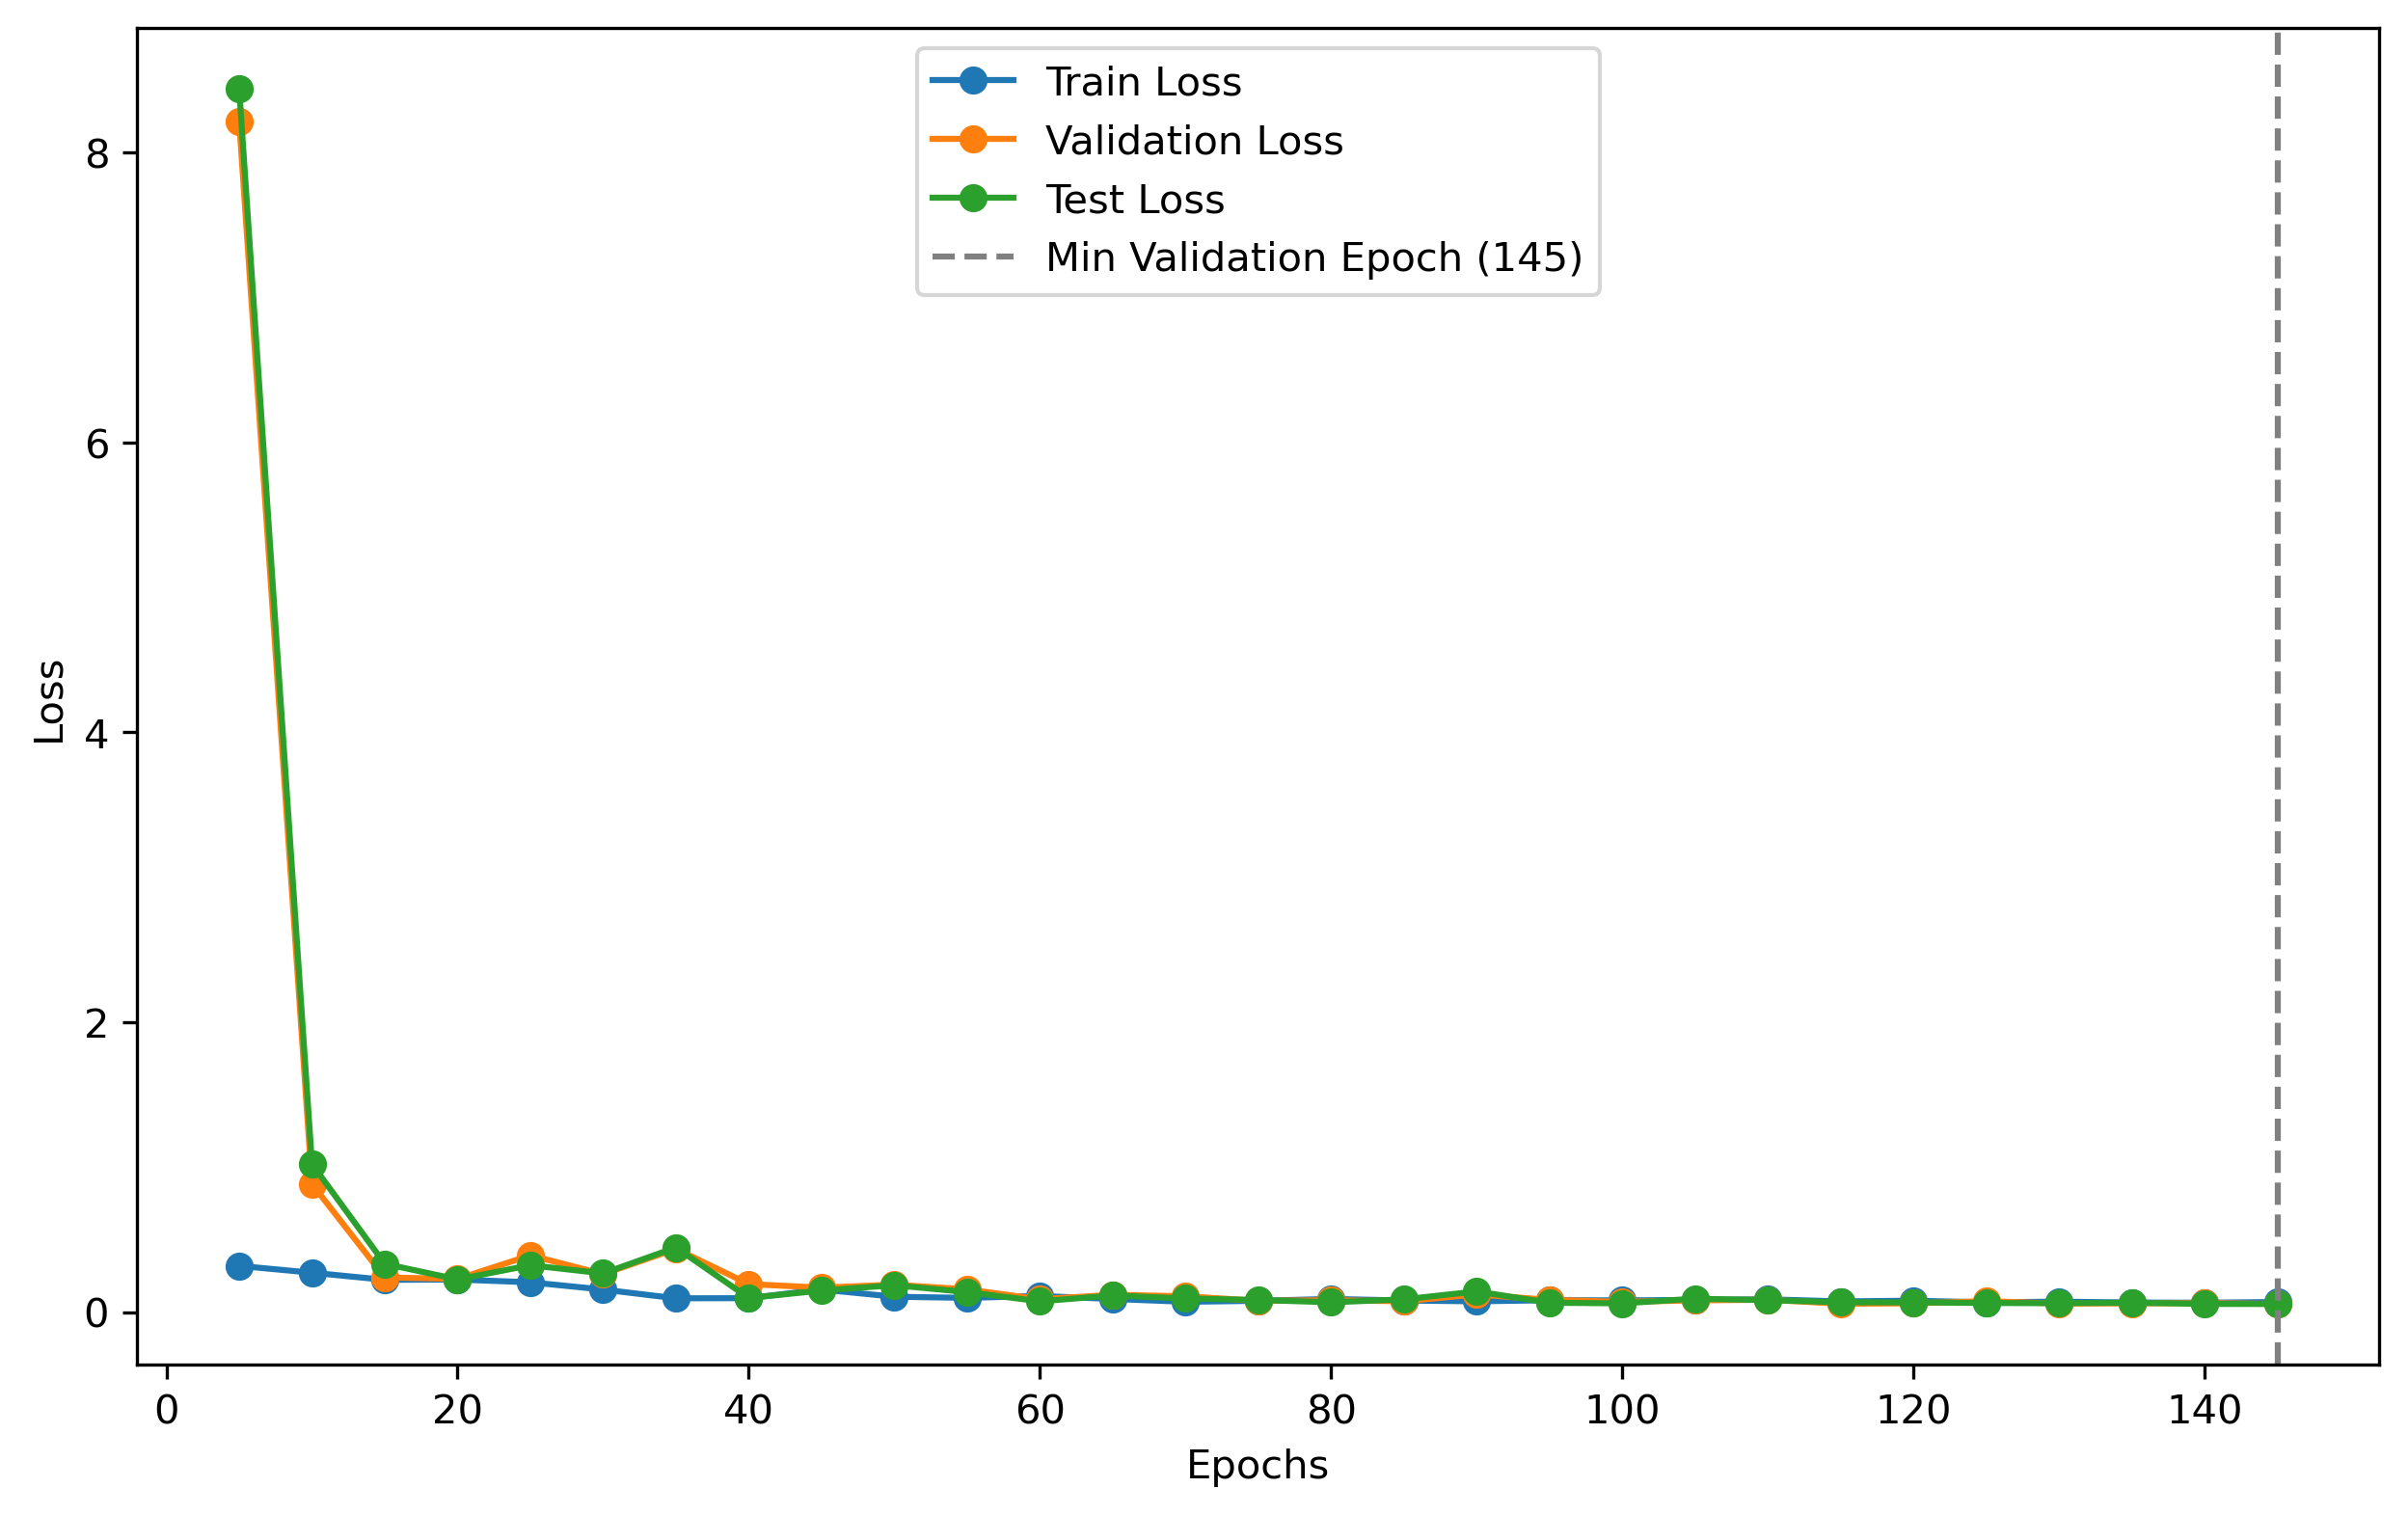 Train Loss
Validation Loss
Test Loss
Min Validation Epoch (145)
8
6
4
2
0
Loss
0 20 40 60 80 100 120 140
Epochs